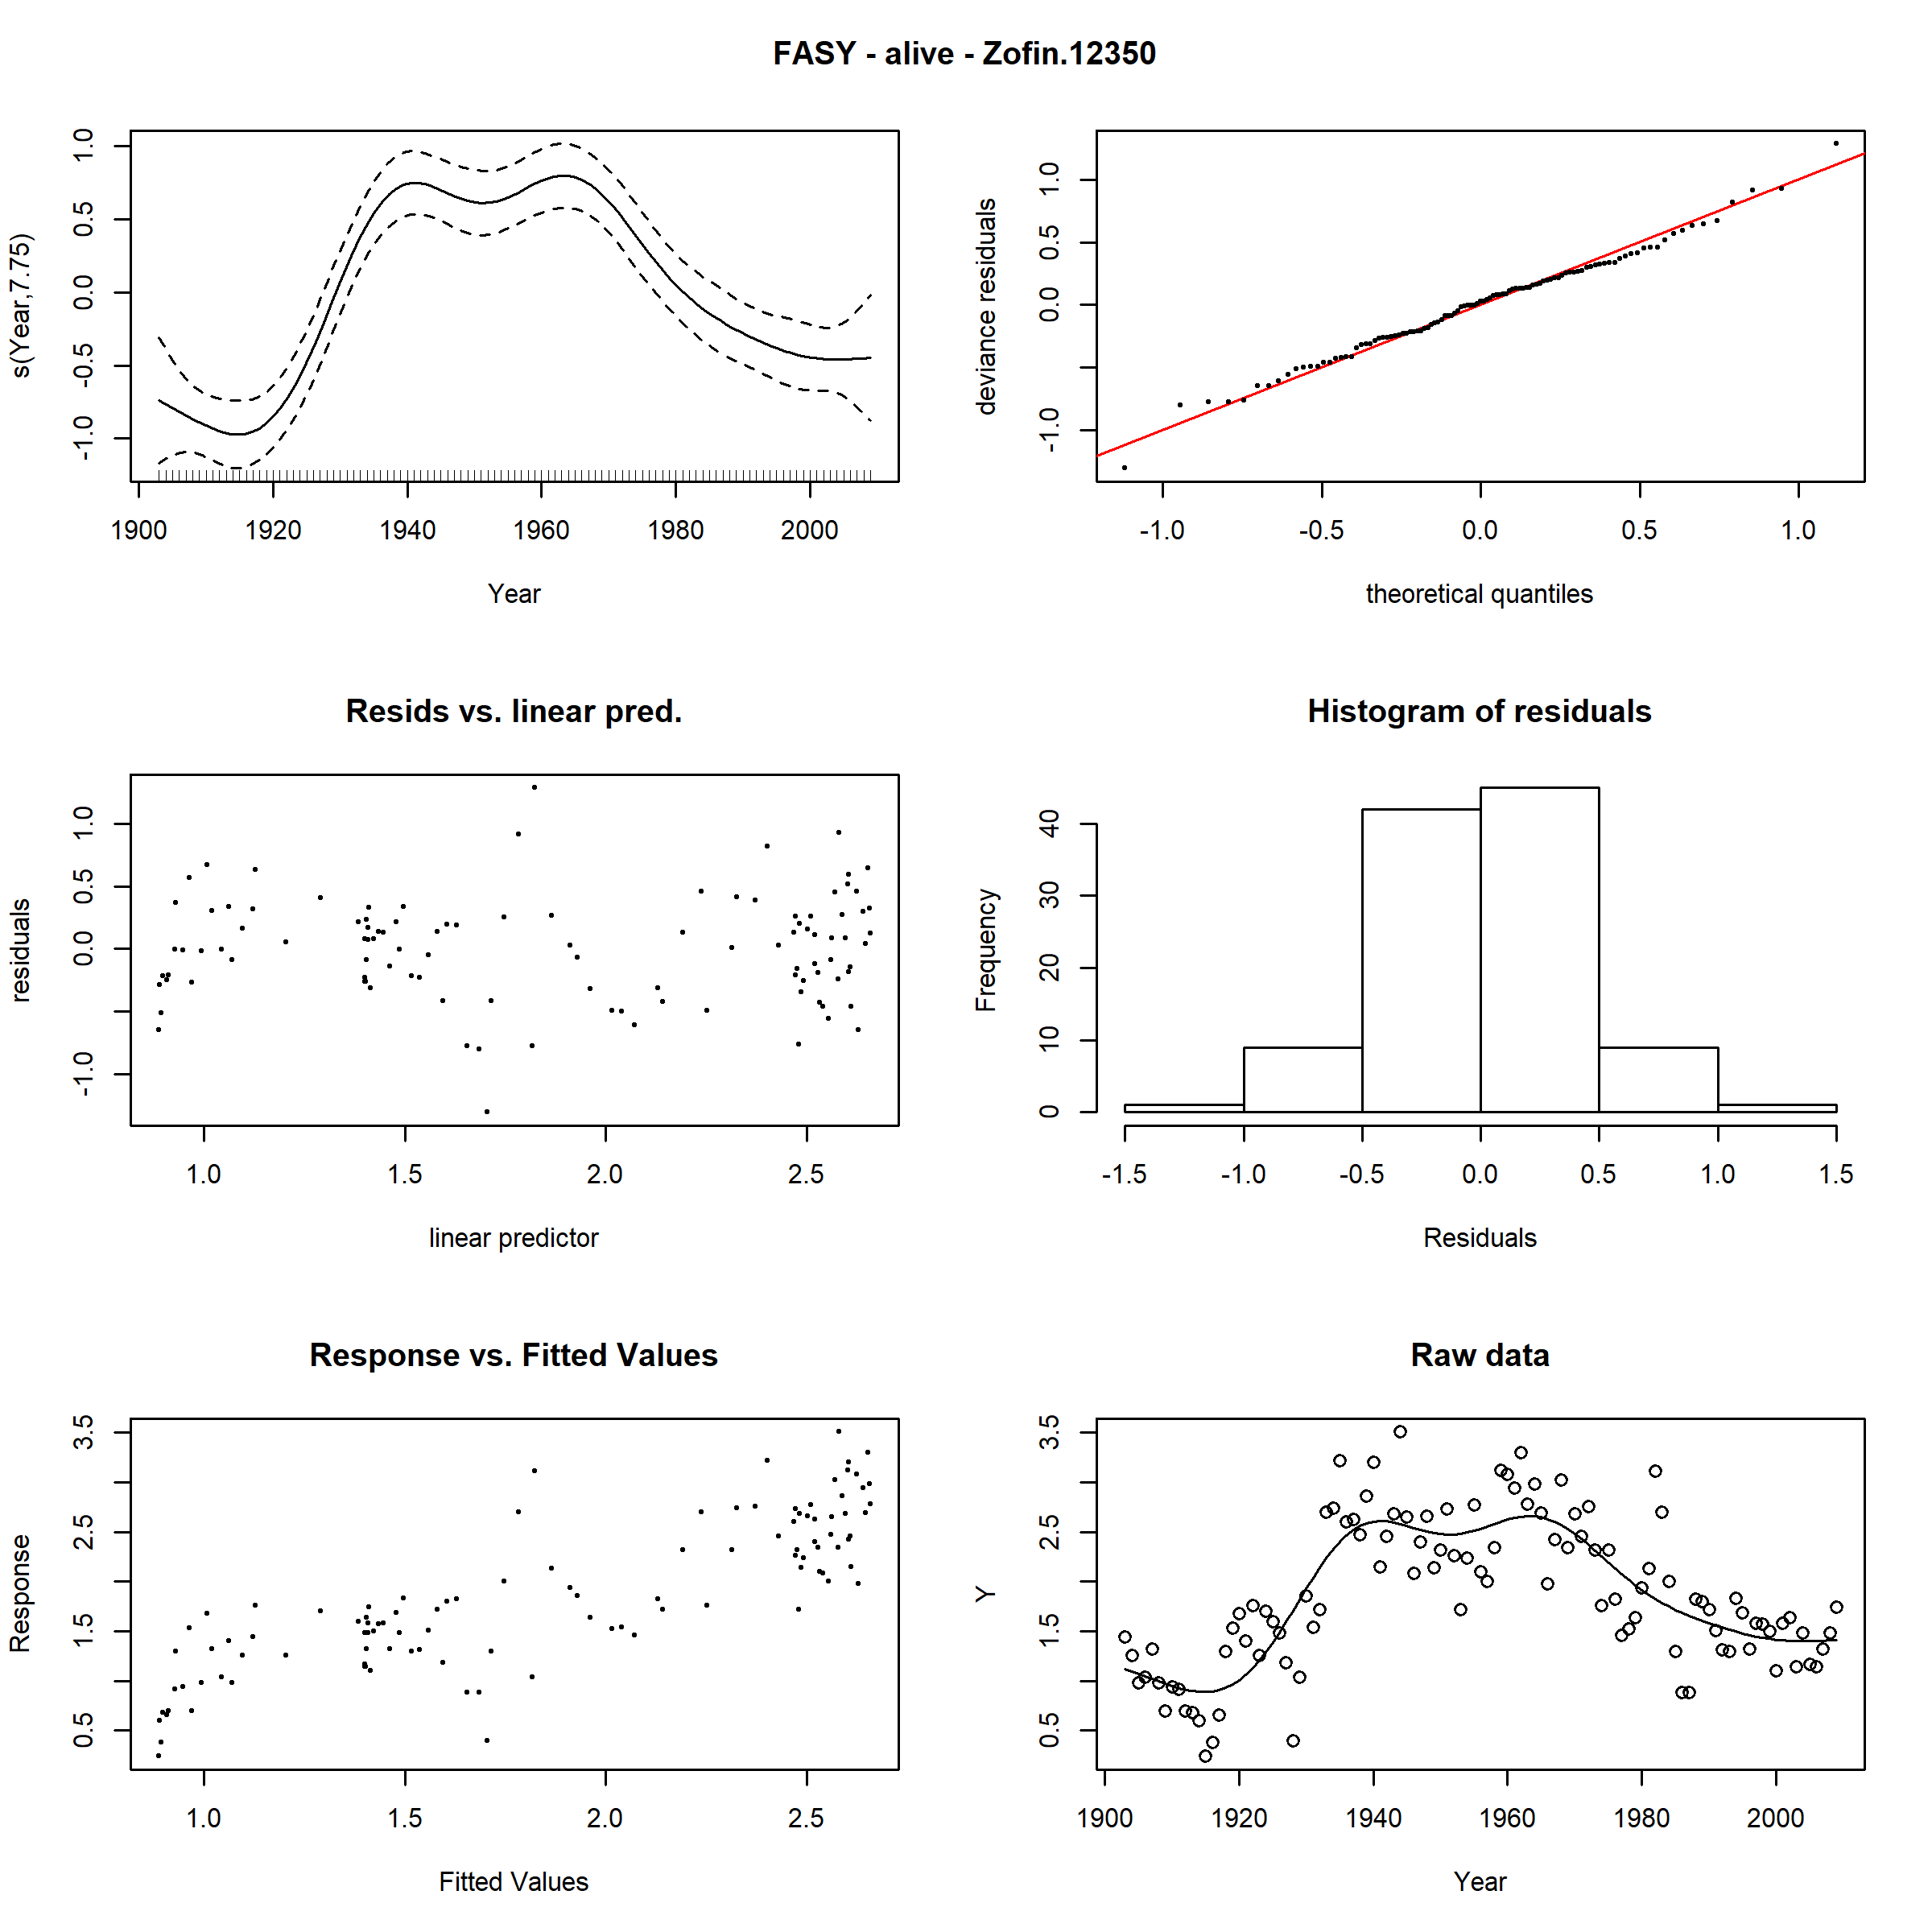 FASY - alive - Zofin.12350
s(Year,7.75)
-1.0 -0.5 0.0 0.5 1.0
1900 1920 1940 1960 1980 2000
Year
deviance residuals
-1.0 0.0 0.5 1.0
-1.0 -0.5 0.0 0.5 1.0
theoretical quantiles
Resids vs. linear pred.
residuals
-1.0 0.0 0.5 1.0
1.0 1.5 2.0 2.5
linear predictor
Histogram of residuals
Frequency
0 10 20 30 40
-1.5 -1.0 -0.5 0.0 0.5 1.0 1.5
Residuals
Response vs. Fitted Values
Response
0.5 1.5 2.5 3.5
1.0 1.5 2.0 2.5
Fitted Values
Raw data
Y
0.5 1.5 2.5 3.5
1900 1920 1940 1960 1980 2000
Year